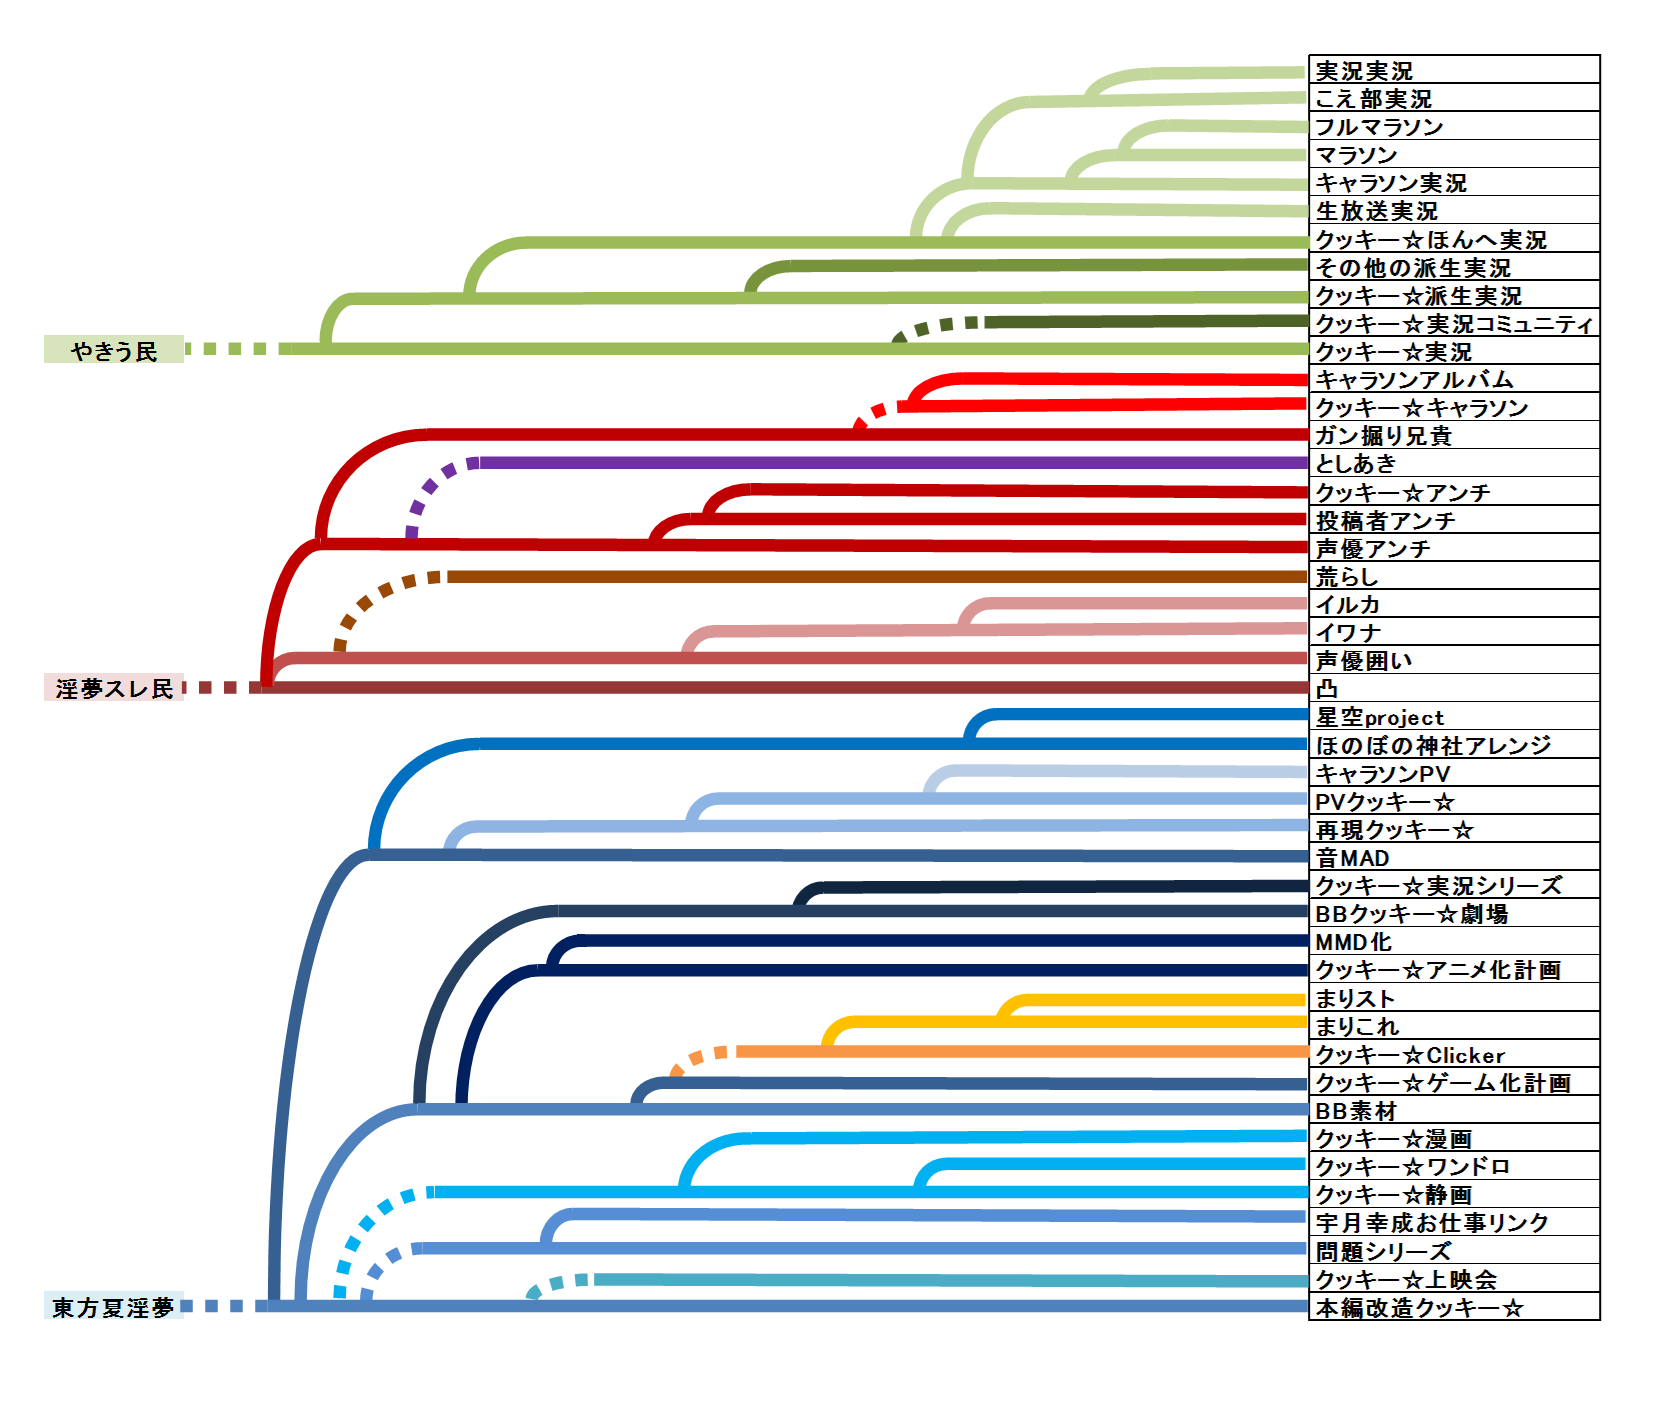 実況実況
こえ部実況
フルマラソン
マラソン
キャラソン実況
生放送実況
クッキー☆ほんへ実況
その他の派生実況
クッキー☆派生実況
クッキー☆実況コミュニティ
やきう民
クッキー☆実況
キャラソンアルバム
クッキー☆キャラソン
ガン掘り兄貴
としあき
クッキー☆アンチ
投稿者アンチ
声優アンチ
荒らし
イルカ
イワナ
声優囲い
淫夢スレ民
凸
星空project
ほのぼの神社アレンジ
キャラソンPV
PVクッキー☆
再現クッキー☆
音MAD
クッキー☆実況シリーズ
BBクッキー☆劇場
MMD化
クッキー☆アニメ化計画
まりスト
まりこれ
クッキー☆Clicker
クッキー☆ゲーム化計画
BB素材
クッキー☆漫画
クッキー☆ワンドロ
クッキー☆静画
宇月幸成お仕事リンク
問題シリーズ
クッキー☆上映会
東方夏淫夢
本編改造クッキー☆